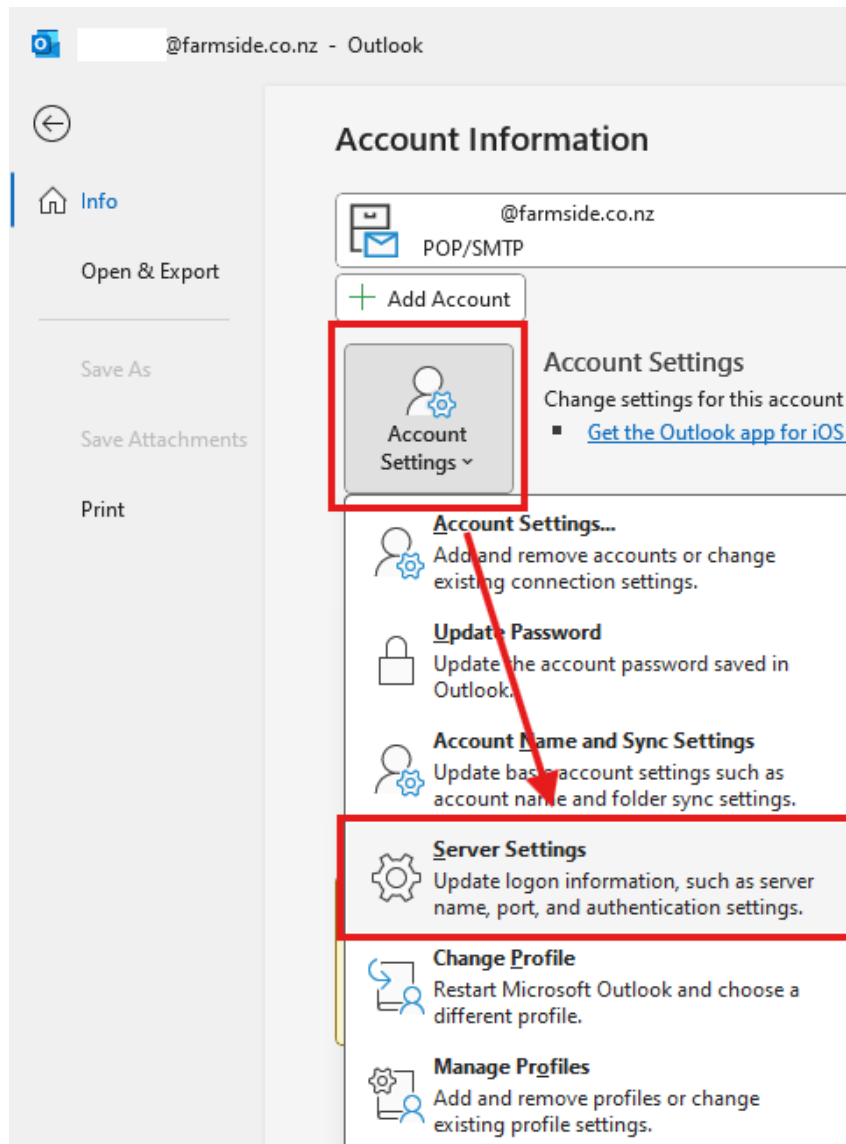 @farmside.co.nz - Outlook
Account Information
Info
@farmside.co.nz
POP/SMTP
Open & Export
Add Account
Save As
Save Attachments
Print
Account
Settings
Account Settings
Change settings for this account
Get the Outlook app for iOS
Account Settings...
Add and remove accounts or change
existing connection settings.
Update Password
Update the account password saved in
Outlook.
Account Name and Sync Settings
Update basic account settings such as
account name and folder sync settings.
Server Settings
Update logon information, such as server
name, port, and authentication settings.
Change Profile
Restart Microsoft Outlook and choose a
different profile.
Manage Profiles
Add and remove profiles or change
existing profile settings.